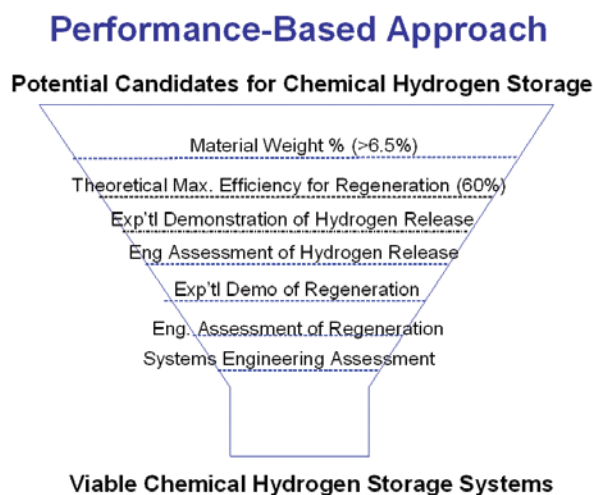 Performance-Based Approach
Potential Candidates for Chemical Hydrogen Storage
Material Weight % (>6.5%)
Theoretical Max. Efficiency for Regeneration (60%)
Exp'tl Demonstration of Hydrogen Release
Eng Assessment of Hydrogen Release
Exp'tl Demo of Regeneration
Eng. Assessment of Regeneration
Systems Engineering Assessment
Viable Chemical Hydrogen Storage Systems